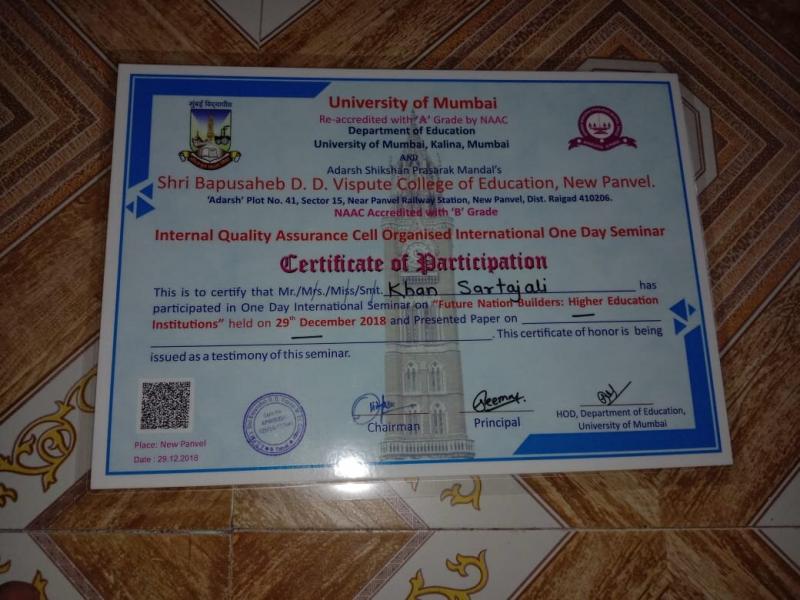 मुंबई विद्यापीठ
University of Mumbai
Re-accredited with 'A' Grade by NAAC
Department of Education
University of Mumbai, Kalina, Mumbai
AND
Adarsh Shikshan Prasarak Mandal's
Shri Bapusaheb D. D. Vispute College of Education, New Panvel.
'Adarsh' Plot No. 41, Sector 15, Near Panvel Railway Station, New Panvel, Dist. Raigad 410206.
NAAC Accredited with 'B' Grade
Internal Quality Assurance Cell Organised International One Day Seminar
Certificate of Participation
This is to certify that Mr./Mrs./Miss/Smt. Khan Sartajali has
participated in One Day International Seminar on "Future Nation Builders: Higher Education
Institutions" held on 29th December 2018 and Presented Paper on —
— . This certificate of honor is being
issued as a testimony of this seminar.
Chairman
Principal
HOD, Department of Education,
University of Mumbai
Place: New Panvel
Date : 29.12.2018